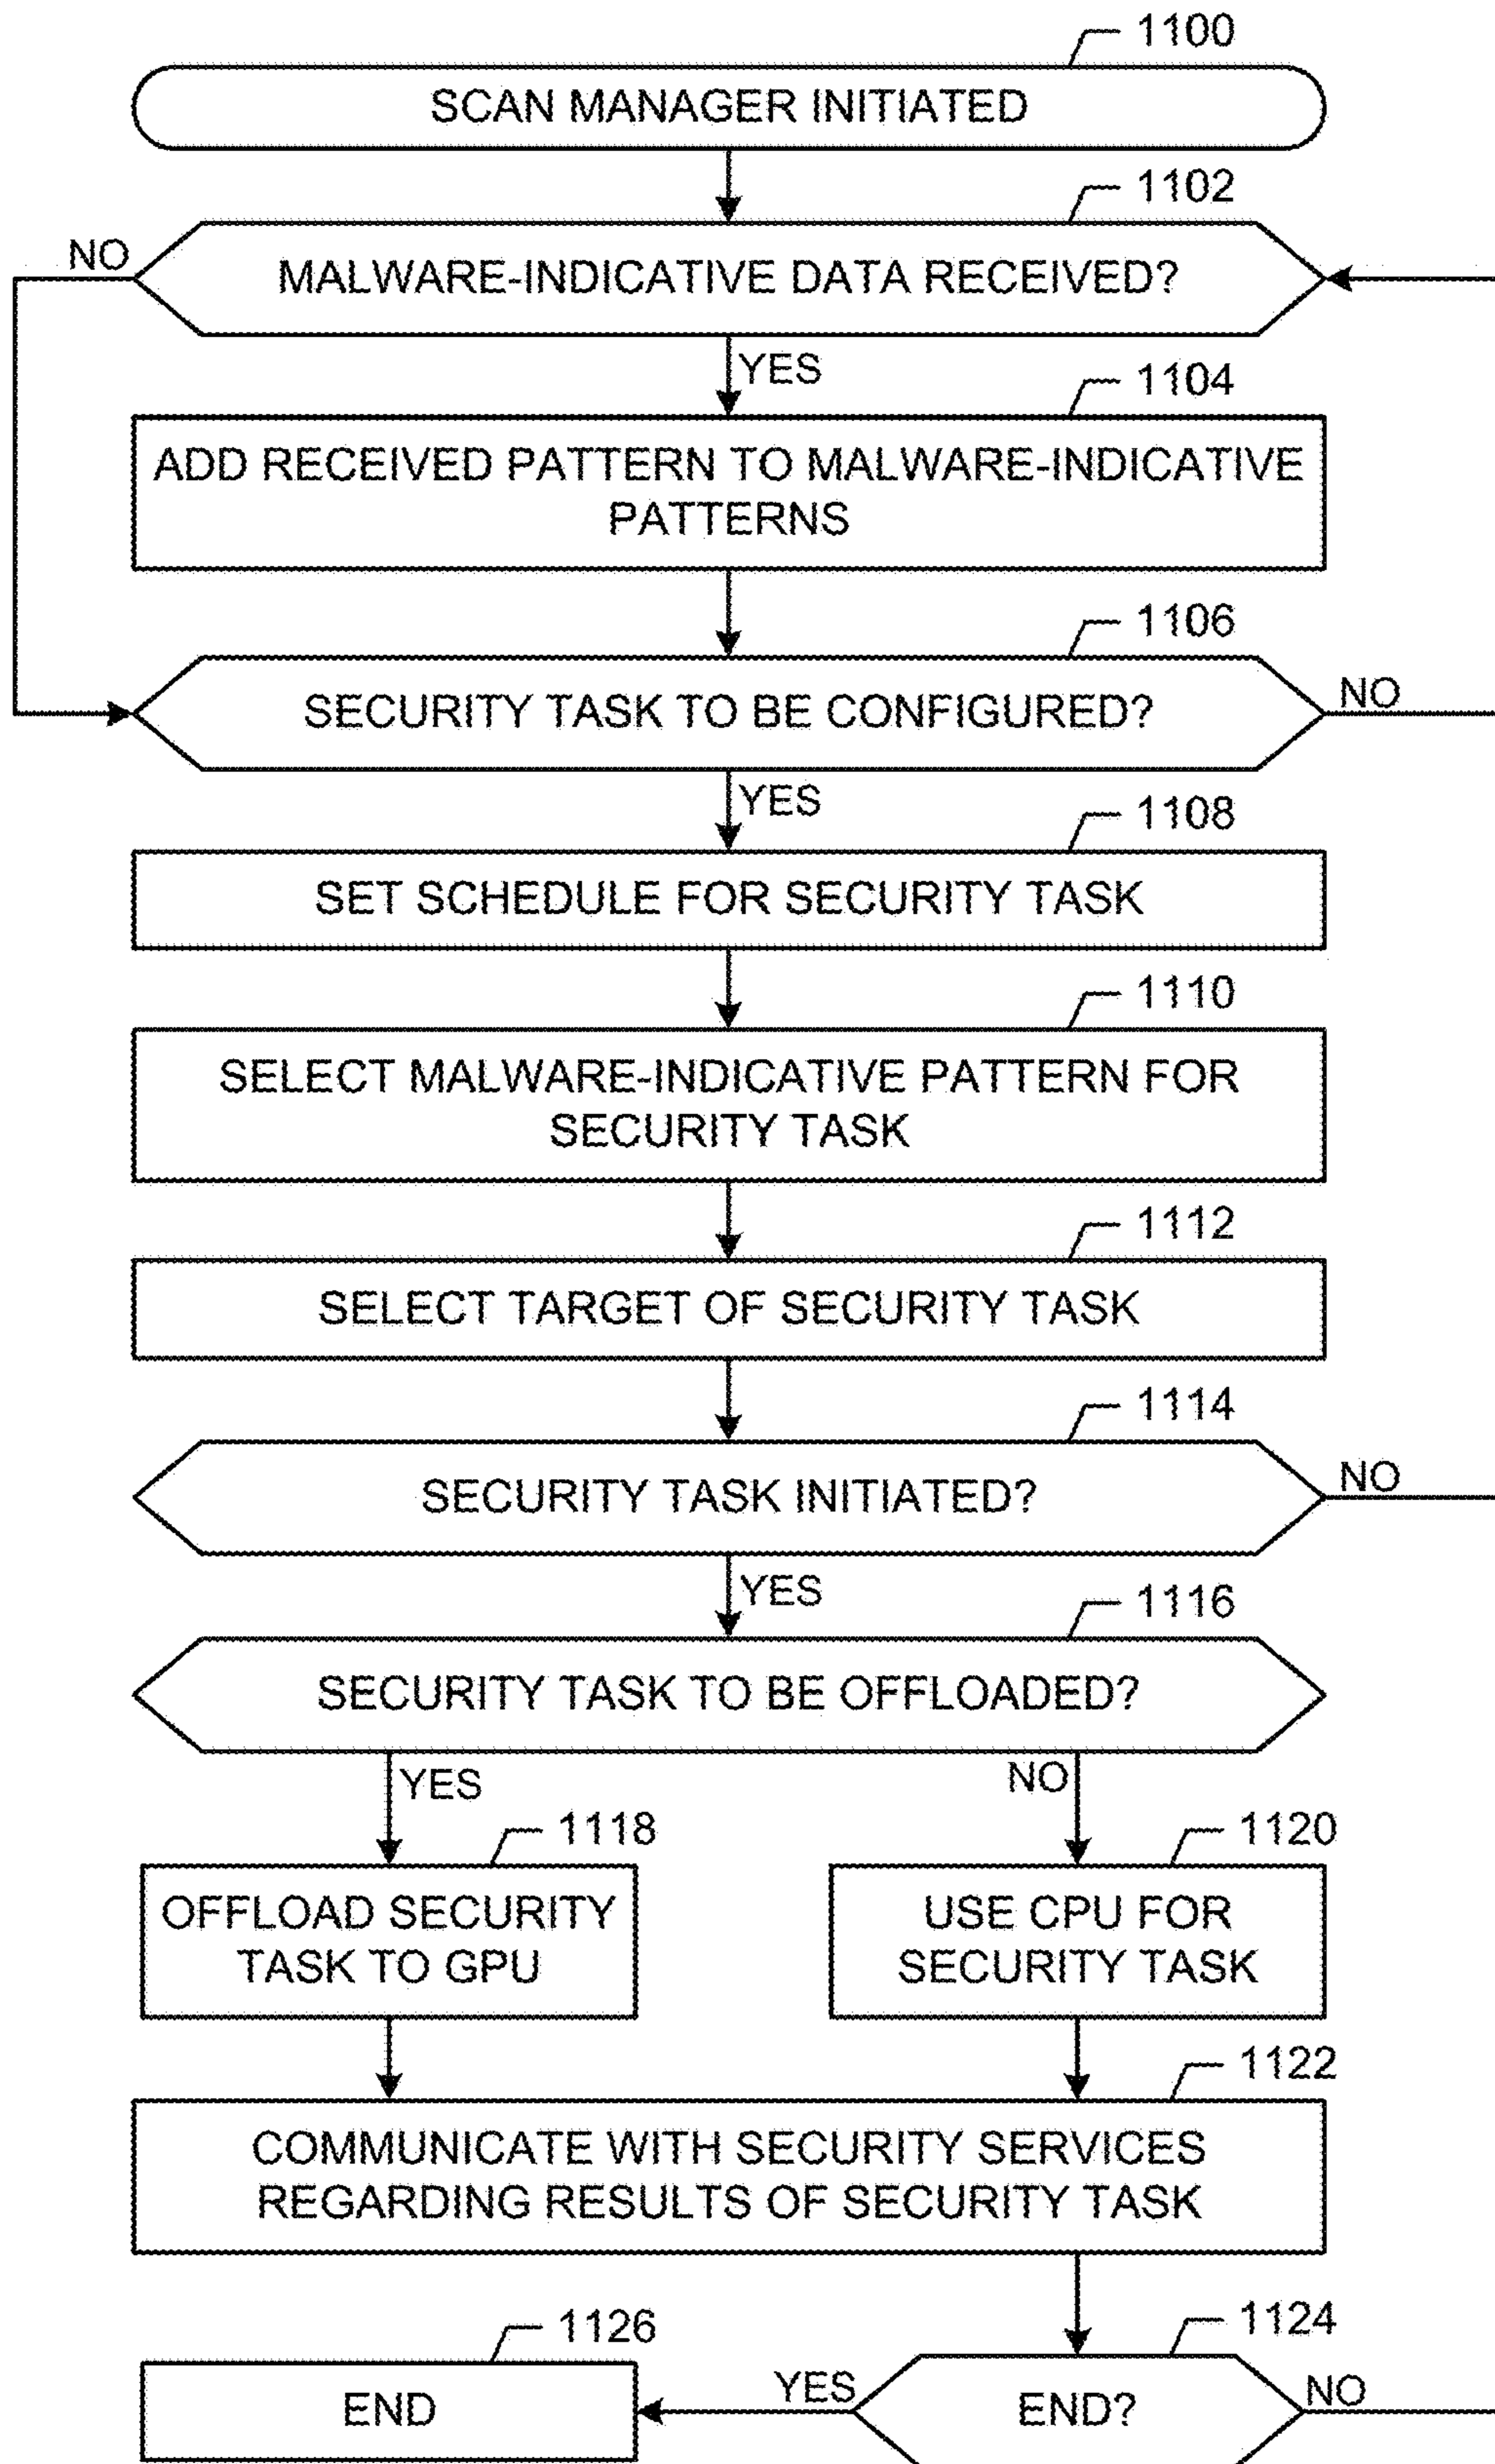 1100
SCAN MANAGER INITIATED
1102
NO
MALWARE-INDICATIVE DATA RECEIVED?
YES
1104
ADD RECEIVED PATTERN TO MALWARE-INDICATIVE
PATTERNS
1106
SECURITY TASK TO BE CONFIGURED?
NO
YES
1108
SET SCHEDULE FOR SECURITY TASK
1110
SELECT MALWARE-INDICATIVE PATTERN FOR
SECURITY TASK
1112
SELECT TARGET OF SECURITY TASK
1114
SECURITY TASK INITIATED?
NO
YES
1116
SECURITY TASK TO BE OFFLOADED?
YES
NO
1118
OFFLOAD SECURITY
TASK TO GPU
1120
USE CPU FOR
SECURITY TASK
1122
COMMUNICATE WITH SECURITY SERVICES
REGARDING RESULTS OF SECURITY TASK
1126
END
YES
1124
END?
NO